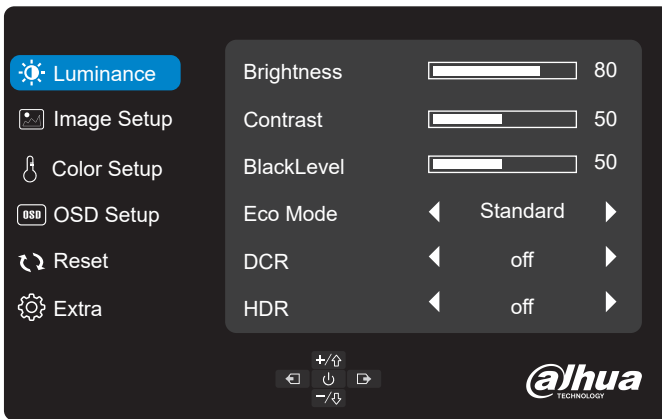 Luminance
Image Setup
Color Setup
OSD OSD Setup
Reset
Extra
Brightness 80
Contrast 50
BlackLevel 50
Eco Mode Standard
DCR off
HDR off
+/
-/
alhua
TECHNOLOGY